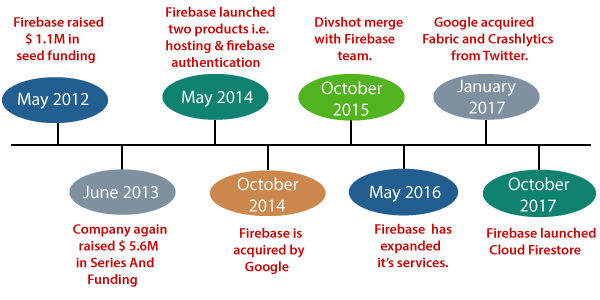 Firebase raised
$ 1.1M in
seed funding
May 2012
June 2013
Company again
raised $ 5.6M
in Series And
Funding
Firebase launched
two products i.e.
hosting & firebase
authentication
May 2014
October
2014
Firebase is
acquired by
Google
Divshot merge
with Firebase
team.
October
2015
May 2016
Firebase has
expanded
it's services.
Google acquired
Fabric and Crashlytics
from Twitter.
January
2017
October
2017
Firebase launched
Cloud Firestore